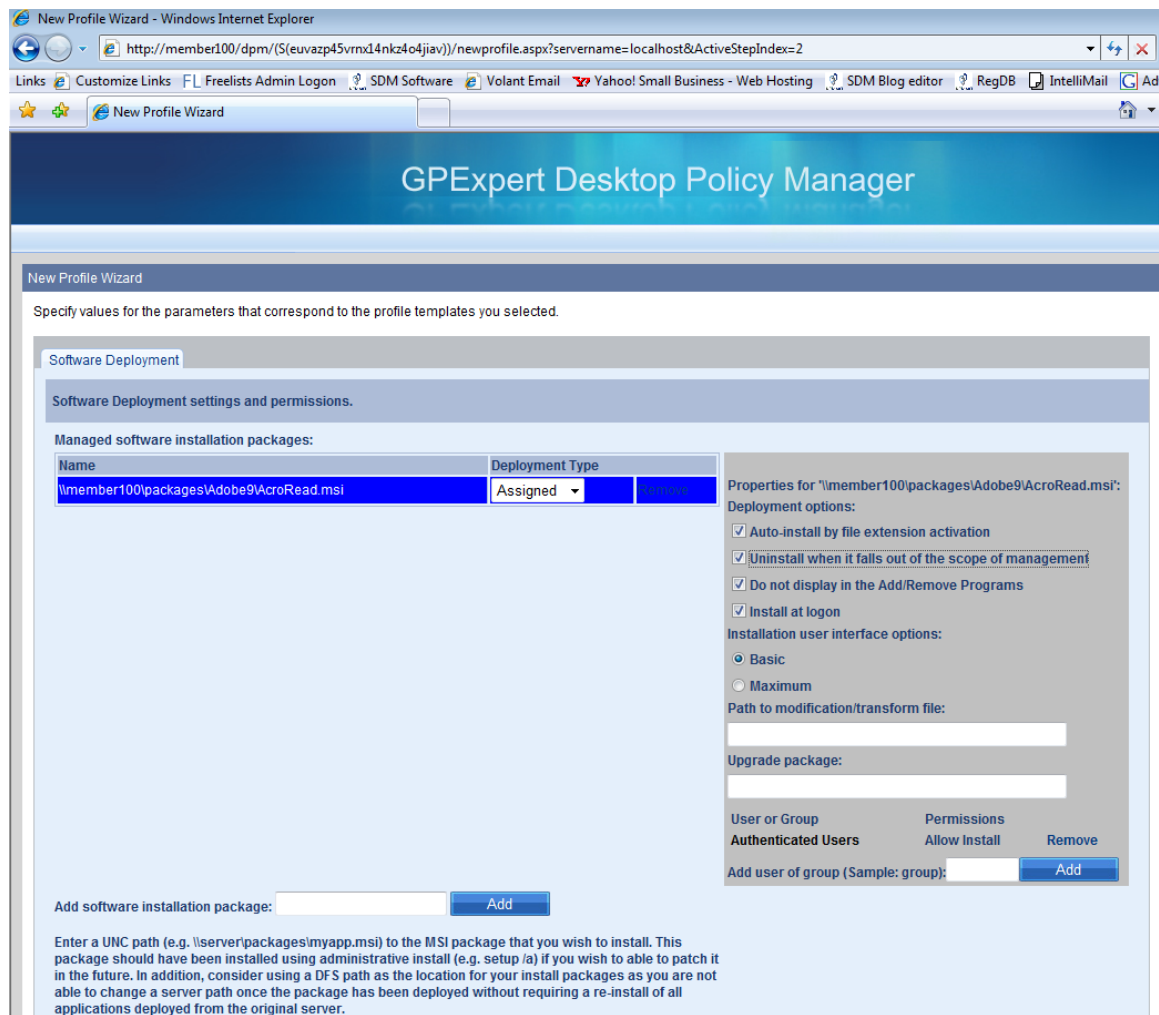 New Profile Wizard - Windows Internet Explorer
http://member100/dpm/(S(euvazp45vrnx14nkz4o4jiav))/newprofile.aspx?servername=localhost&ActiveStepIndex=2
Links Customize Links FL Freelists Admin Logon SDM Software Volant Email Yahoo! Small Business - Web Hosting SDM Blog editor RegDB IntelliMail Ad
New Profile Wizard
GPExpert Desktop Policy Manager
New Profile Wizard
Specify values for the parameters that correspond to the profile templates you selected.
Software Deployment
Software Deployment settings and permissions.
Managed software installation packages:
Name Deployment Type
\\member100\packages\Adobe9\AcroRead.msi Assigned Remove
Properties for '\\member100\packages\Adobe9\AcroRead.msi':
Deployment options:
Auto-install by file extension activation
Uninstall when it falls out of the scope of management
Do not display in the Add/Remove Programs
Install at logon
Installation user interface options:
Basic
Maximum
Path to modification/transform file:
Upgrade package:
User or Group Permissions
Authenticated Users Allow Install Remove
Add user of group (Sample: group): Add
Add software installation package: Add
Enter a UNC path (e.g. \\server\packages\myapp.msi) to the MSI package that you wish to install. This
package should have been installed using administrative install (e.g. setup /a) if you wish to able to patch it
in the future. In addition, consider using a DFS path as the location for your install packages as you are not
able to change a server path once the package has been deployed without requiring a re-install of all
applications deployed from the original server.